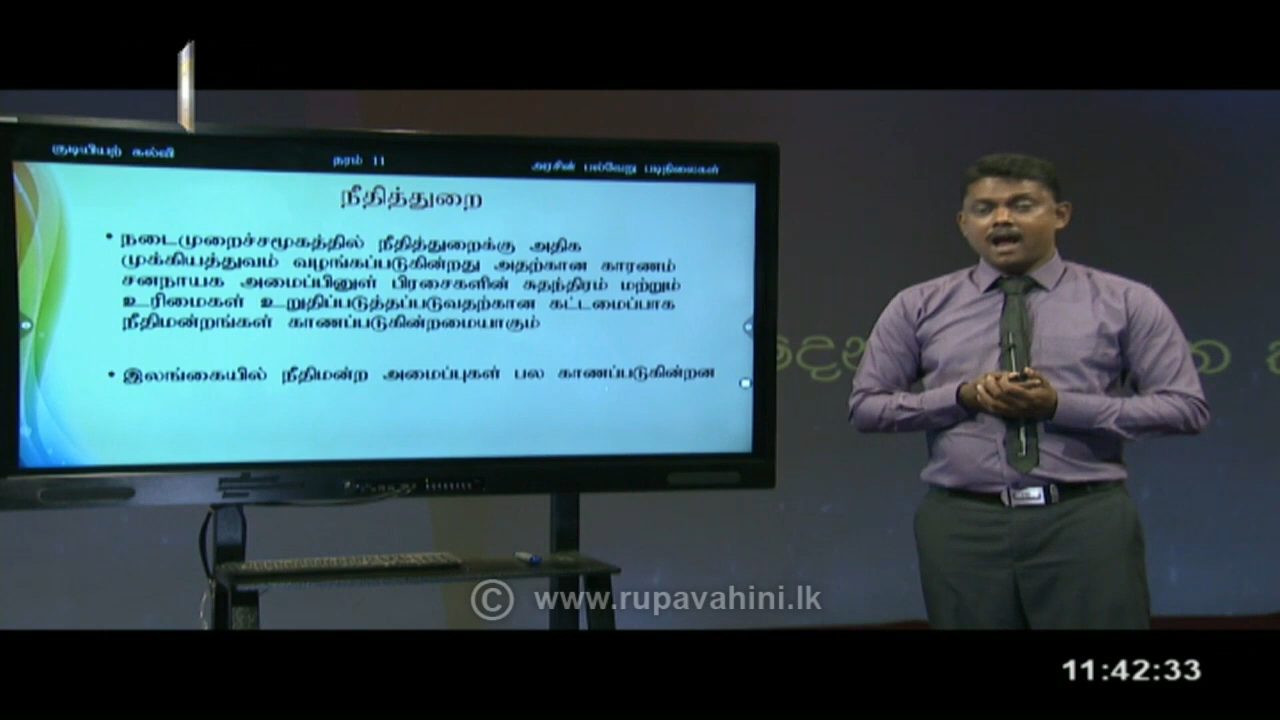 குடியியற் கல்வி தரம் 11 அரசின் பல்வேறு படிநிலைகள்
நீதித்துறை
• நடைமுறைச்சமூகத்தில் நீதித்துறைக்கு அதிக
முக்கியத்துவம் வழங்கப்படுகின்றது அதற்கான காரணம்
சனநாயக அமைப்பினுள் பிரசைகளின் சுதந்திரம் மற்றும்
உரிமைகள் உறுதிப்படுத்தப்படுவதற்கான கட்டமைப்பாக
நீதிமன்றங்கள் காணப்படுகின்றமையாகும்
• இலங்கையில் நீதிமன்ற அமைப்புகள் பல காணப்படுகின்றன
© www.rupavahini.lk
11:42:33